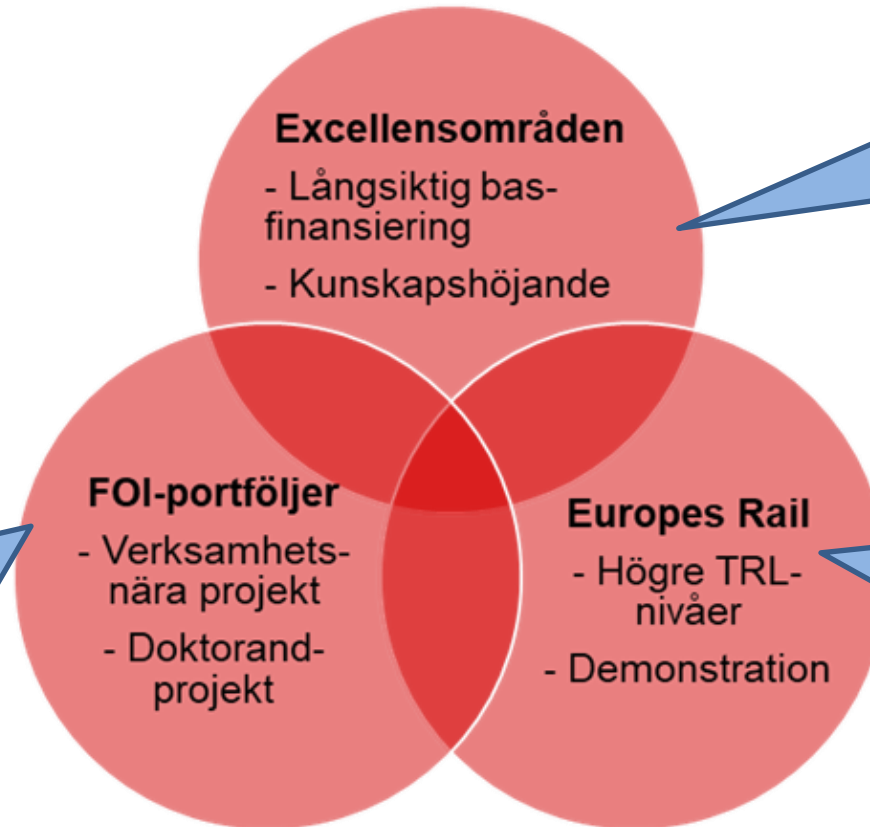 Excellensområden
- Långsiktig bas-
finansiering
- Kunskapshöjande
FOI-portföljer
- Verksamhets-
nära projekt
- Doktorand-
projekt
Europes Rail
- Högre TRL-
nivåer
- Demonstration